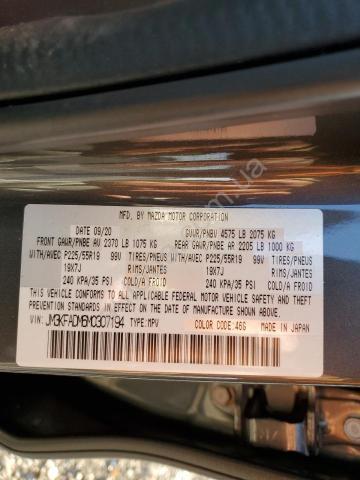 MFD. BY MAZDA MOTOR CORPORATION
DATE: 09/20 GVWR/PNBV 4575 LB 2075 KG
FRONT GAWR/PNBE AV 2370 LB 1075 KG REAR GAWR/PNBE AR 2205 LB 1000 KG
WITH/AVEC P225/55R19 99V TIRES/PNEUS WITH/AVEC P225/55R19 99V TIRES/PNEUS
19X7J RIMS/JANTES 19X7J RIMS/JANTES
240 KPA/35 PSI COLD/A FROID 240 KPA/35 PSI COLD/A FROID
THIS VEHICLE CONFORMS TO ALL APPLICABLE FEDERAL MOTOR VEHICLE SAFETY,
BUMPER, AND THEFT PREVENTION STANDARDS IN EFFECT ON THE DATE
OF MANUFACTURE SHOWN ABOVE.
VIN: JM3KFADM6M0307194 TYPE: MPV COLOR CODE: 46G MADE IN JAPAN